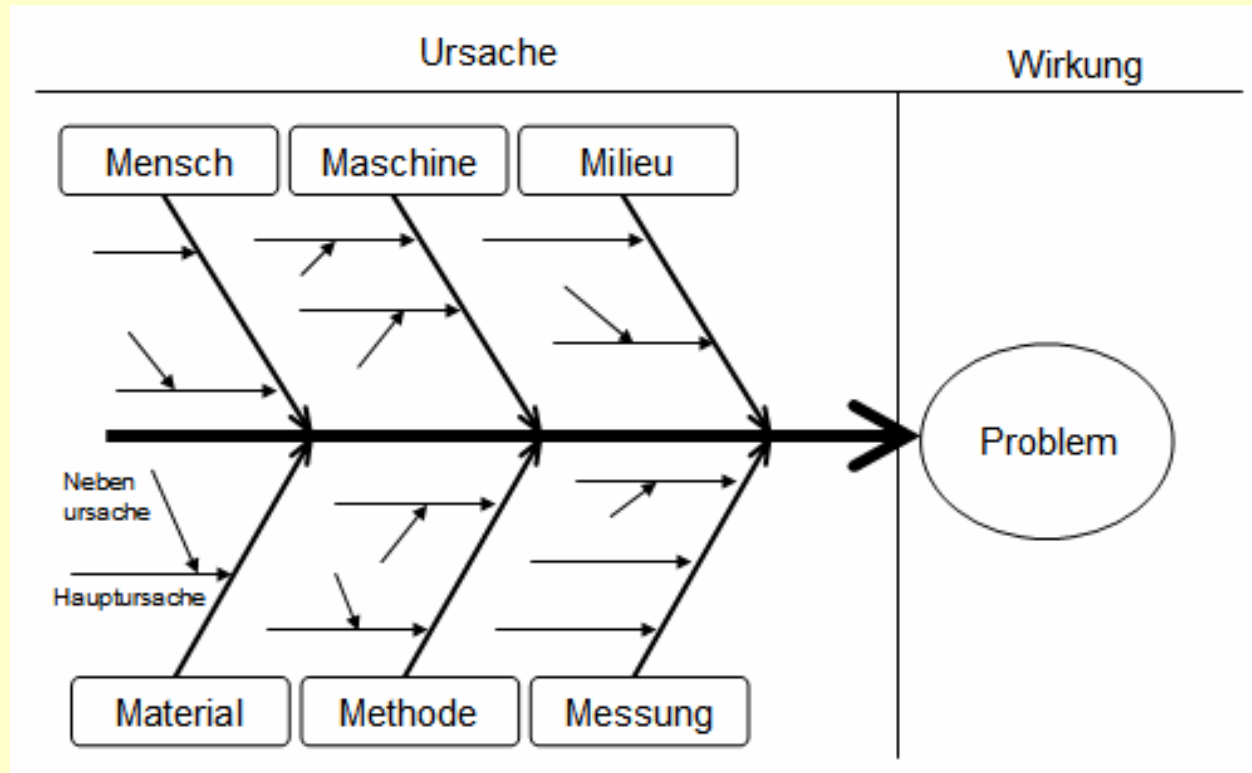 Ursache
Wirkung
Mensch
Maschine
Milieu
Problem
Neben
ursache
Hauptursache
Material
Methode
Messung